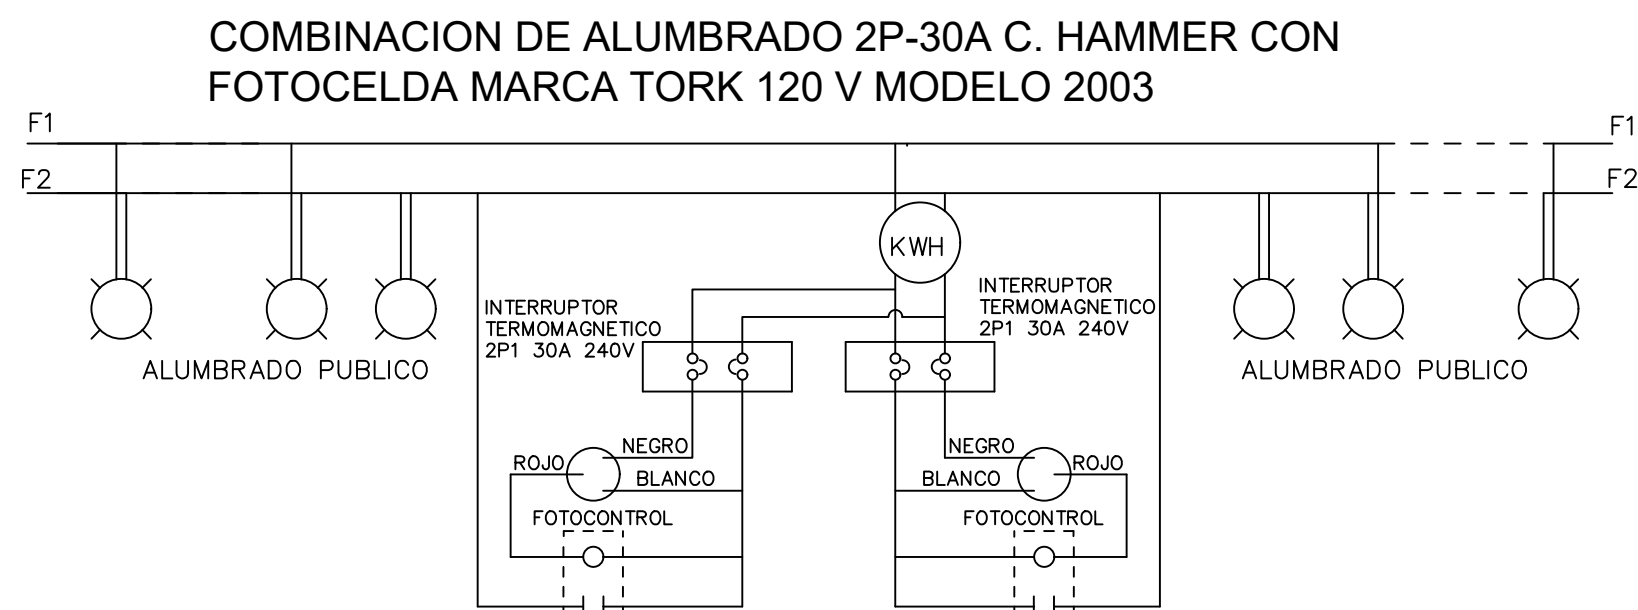 COMBINACION DE ALUMBRADO 2P-30A C. HAMMER CON
FOTOCELDA MARCA TORK 120 V MODELO 2003
F1
F1
F2
F2
KWH
INTERRUPTOR
TERMOMAGNETICO
2P1 30A 240V
INTERRUPTOR
TERMOMAGNETICO
2P1 30A 240V
ALUMBRADO PUBLICO
ALUMBRADO PUBLICO
NEGRO
ROJO
BLANCO
FOTOCONTROL
NEGRO
ROJO
BLANCO
FOTOCONTROL